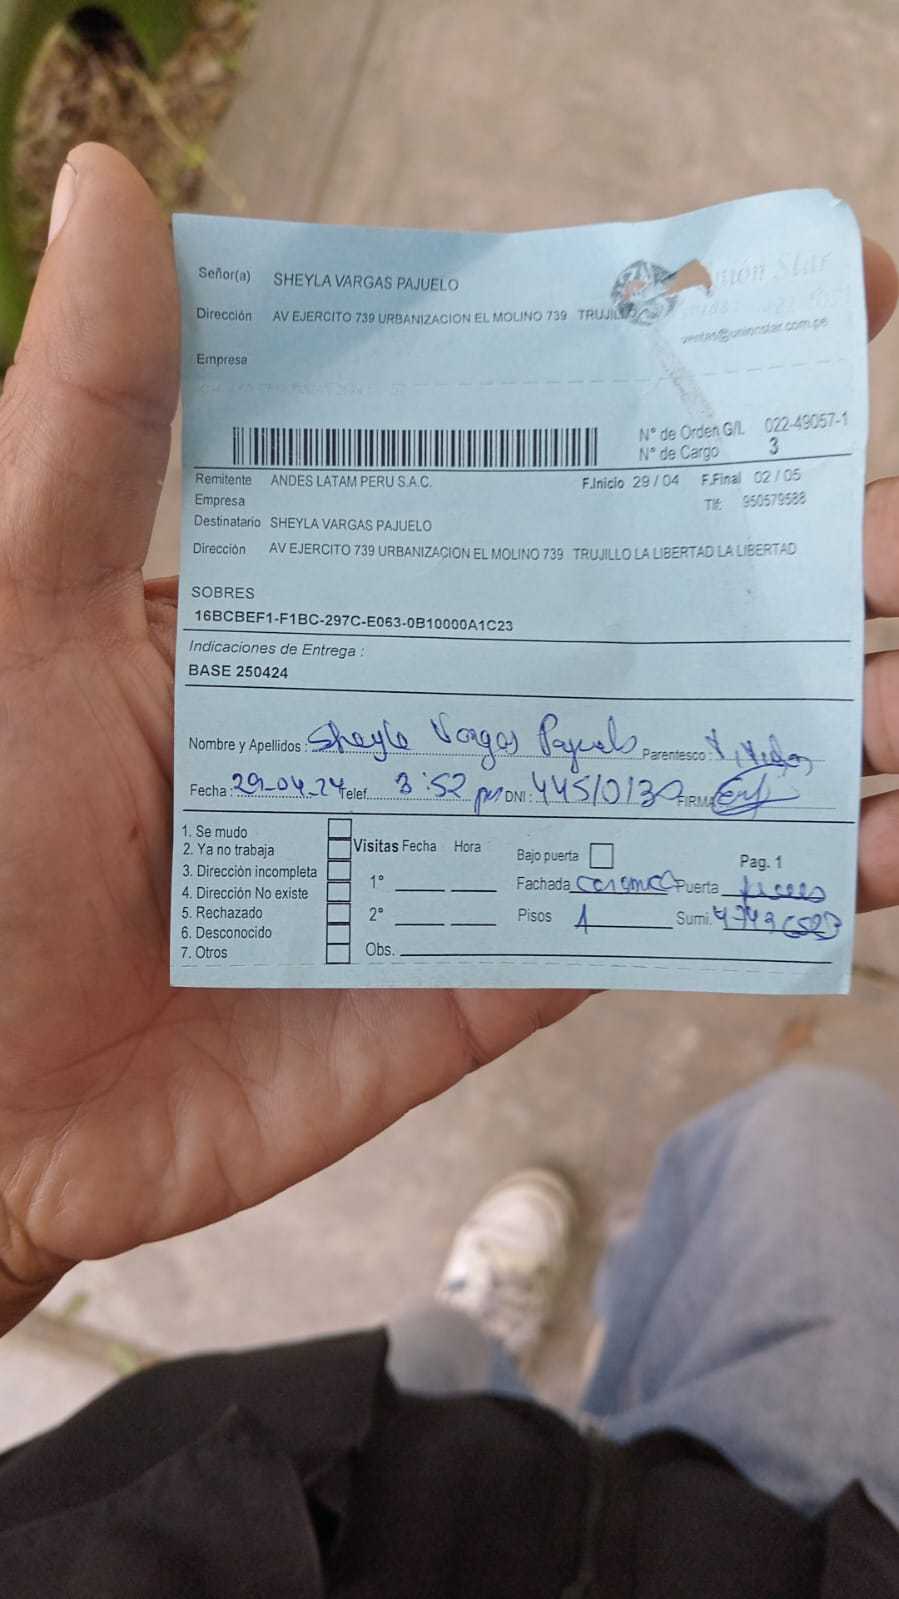 Señor(a) SHEYLA VARGAS PAJUELO
Unión Star
Dirección AV EJERCITO 739 URBANIZACION EL MOLINO 739 TRUJILLO
ventas@unionstar.com.pe
Empresa
N° de Orden G/L 022-49057-1
N° de Cargo 3
Remitente ANDES LATAM PERU S.A.C. F.Inicio 29 / 04 F.Final 02 / 05
Empresa Tlf: 950579588
Destinatario SHEYLA VARGAS PAJUELO
Dirección AV EJERCITO 739 URBANIZACION EL MOLINO 739 TRUJILLO LA LIBERTAD LA LIBERTAD
SOBRES
16BCBEF1-F1BC-297C-E063-0B10000A1C23
Indicaciones de Entrega :
BASE 250424
Nombre y Apellidos : Sheyla Vargas Pajuelo Parentesco :
Fecha : 29-04-24 Telef. 3:52 pm DNI : 44510130 FIRMA
1. Se mudo
2. Ya no trabaja Visitas Fecha Hora Bajo puerta Pag. 1
3. Dirección incompleta 1° Fachada Puerta
4. Dirección No existe
5. Rechazado 2° Pisos 1 Sumi.
6. Desconocido
7. Otros Obs.